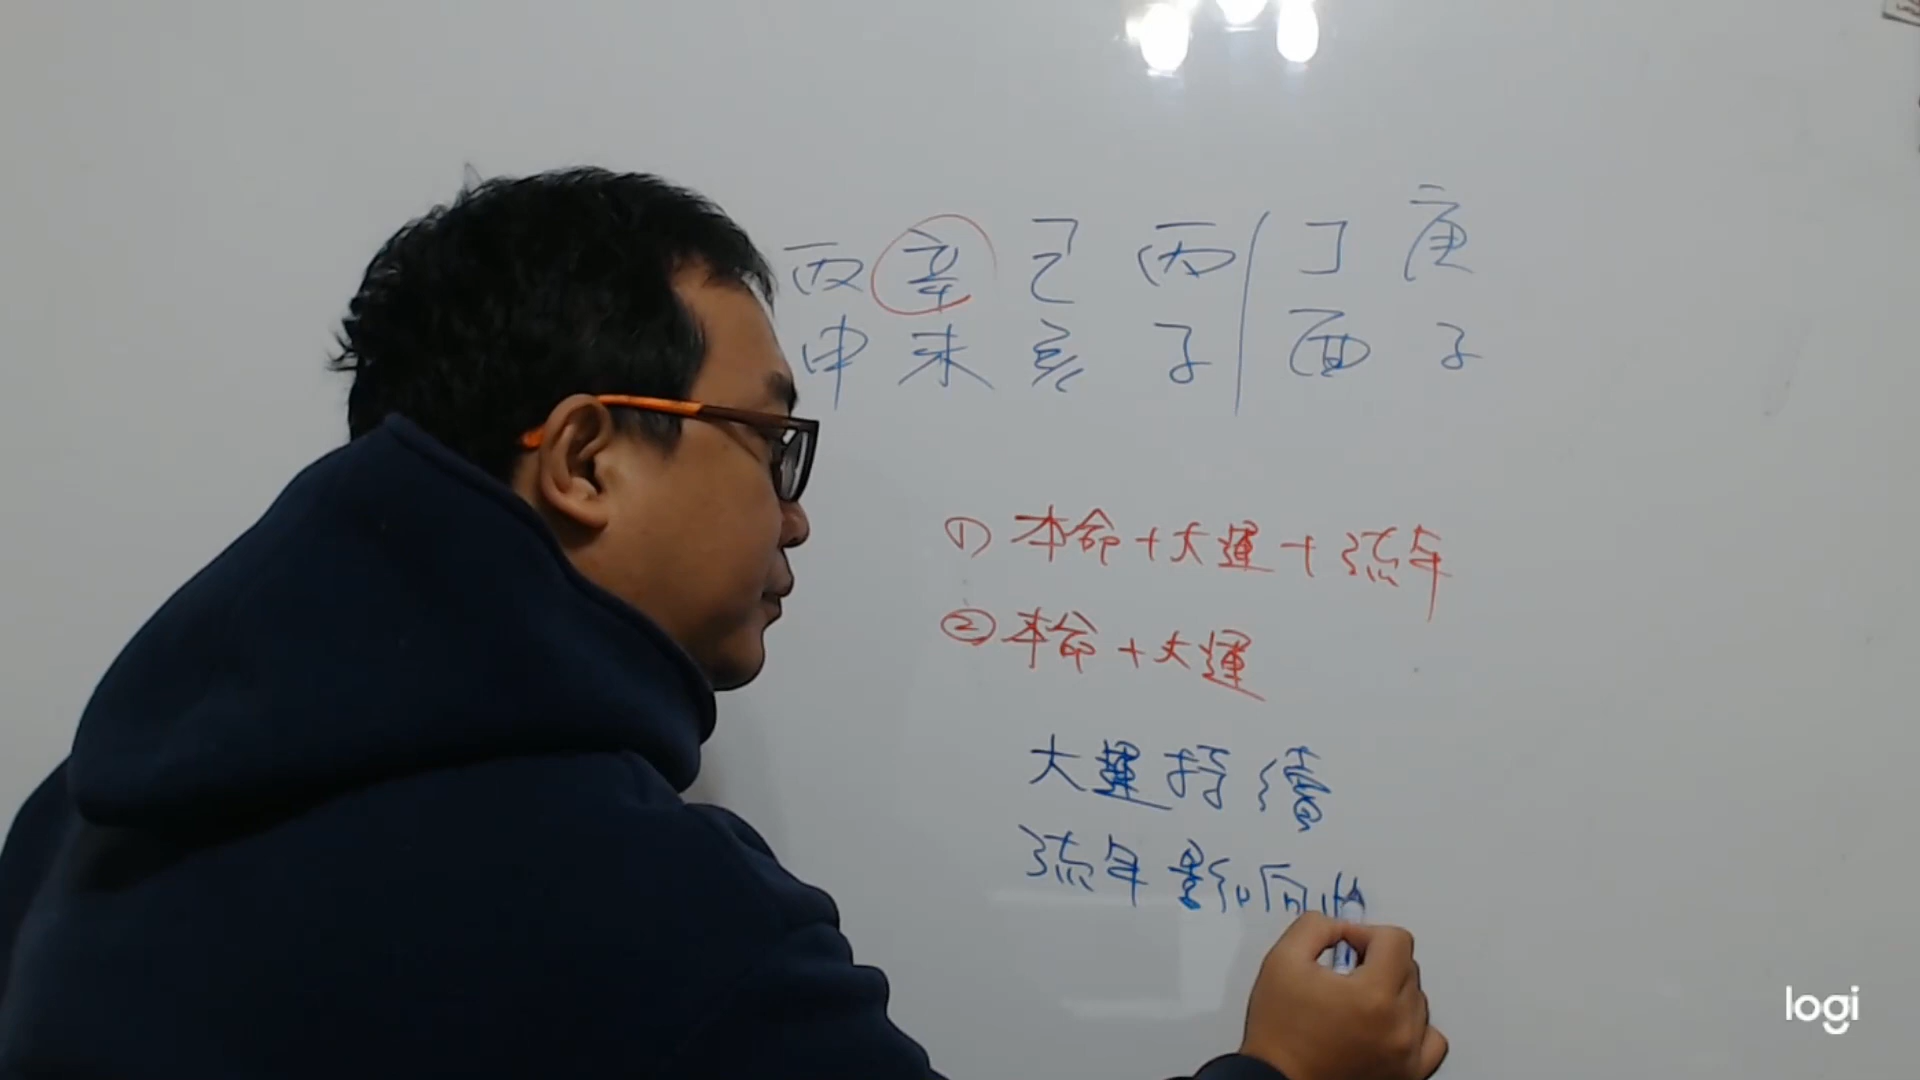 丙 辛 己 丙 丁 庚
申 未 亥 子 酉 子
① 本命+大運+流年
② 本命+大運
大運持續
流年影响
logi